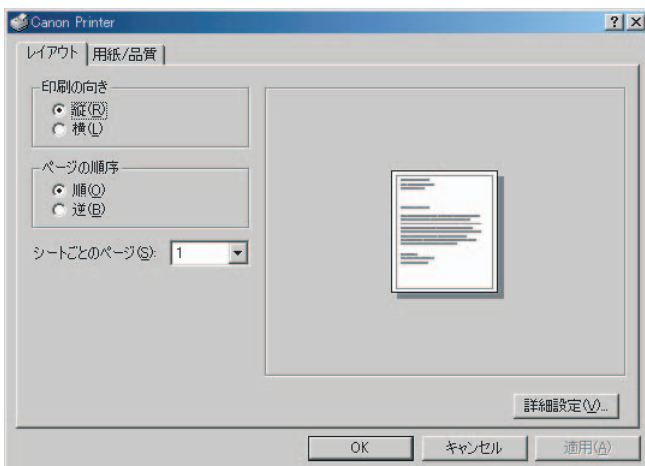 Canon Printer
レイアウト 用紙/品質
印刷の向き
縦(R)
横(L)
ページの順序
順(O)
逆(B)
シートごとのページ(S): 1
詳細設定(V)...
OK キャンセル 適用(A)